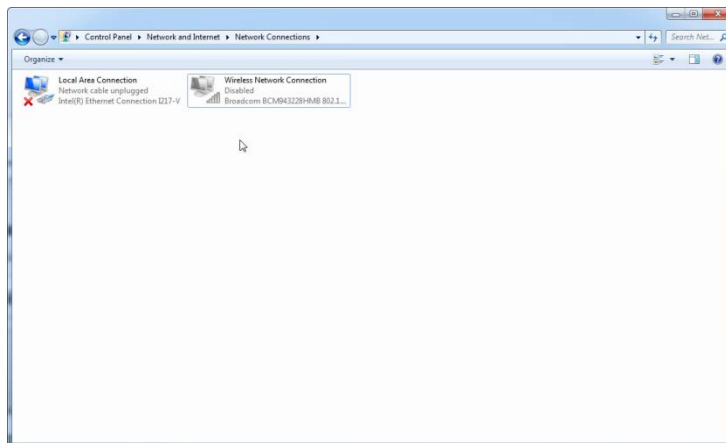 Control Panel ▸ Network and Internet ▸ Network Connections ▸
Search Net...
Organize ▾
Local Area Connection
Network cable unplugged
Intel(R) Ethernet Connection I217-V
Wireless Network Connection
Disabled
Broadcom BCM943228HMB 802.1...